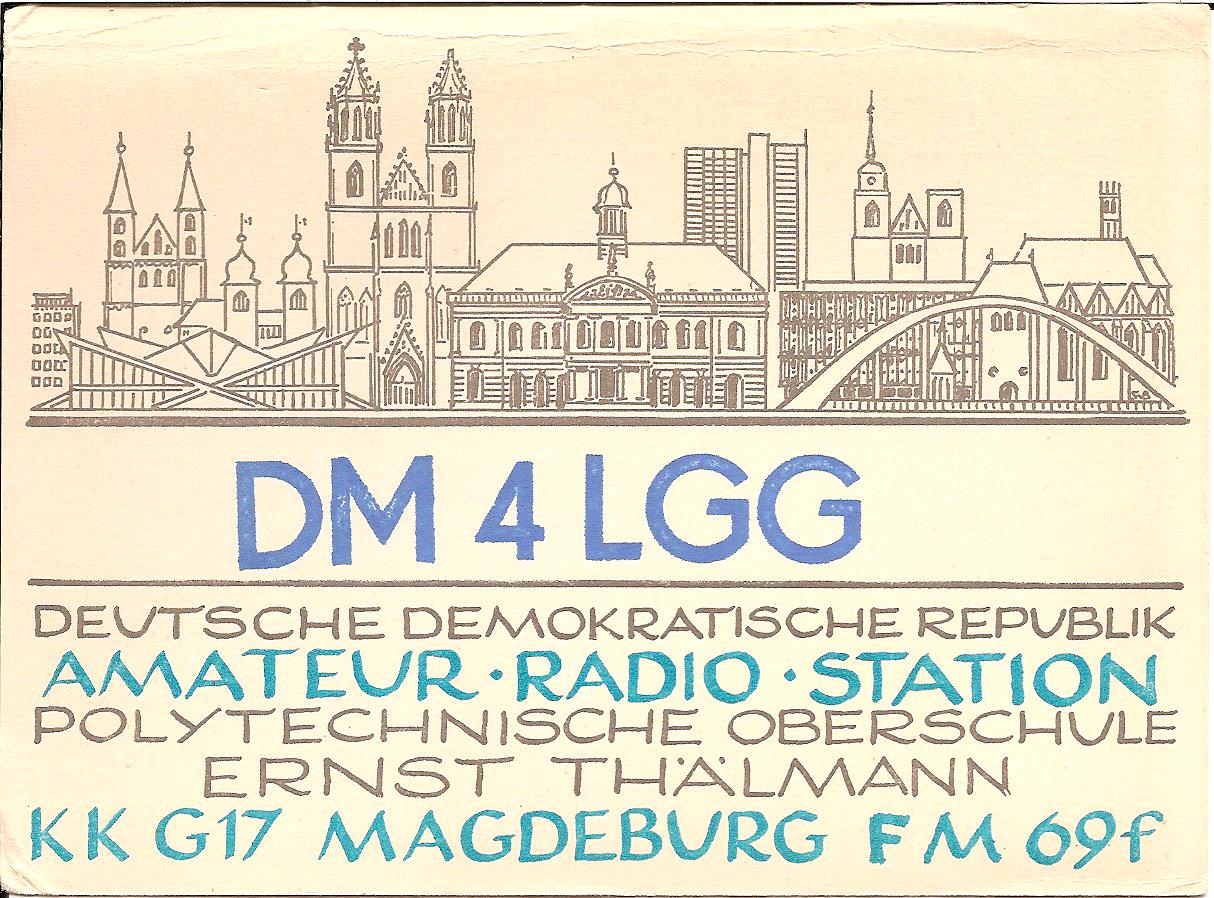 DM 4 LGG
DEUTSCHE DEMOKRATISCHE REPUBLIK
AMATEUR · RADIO · STATION
POLYTECHNISCHE OBERSCHULE
ERNST THÄLMANN
KK G17 MAGDEBURG FM 69f